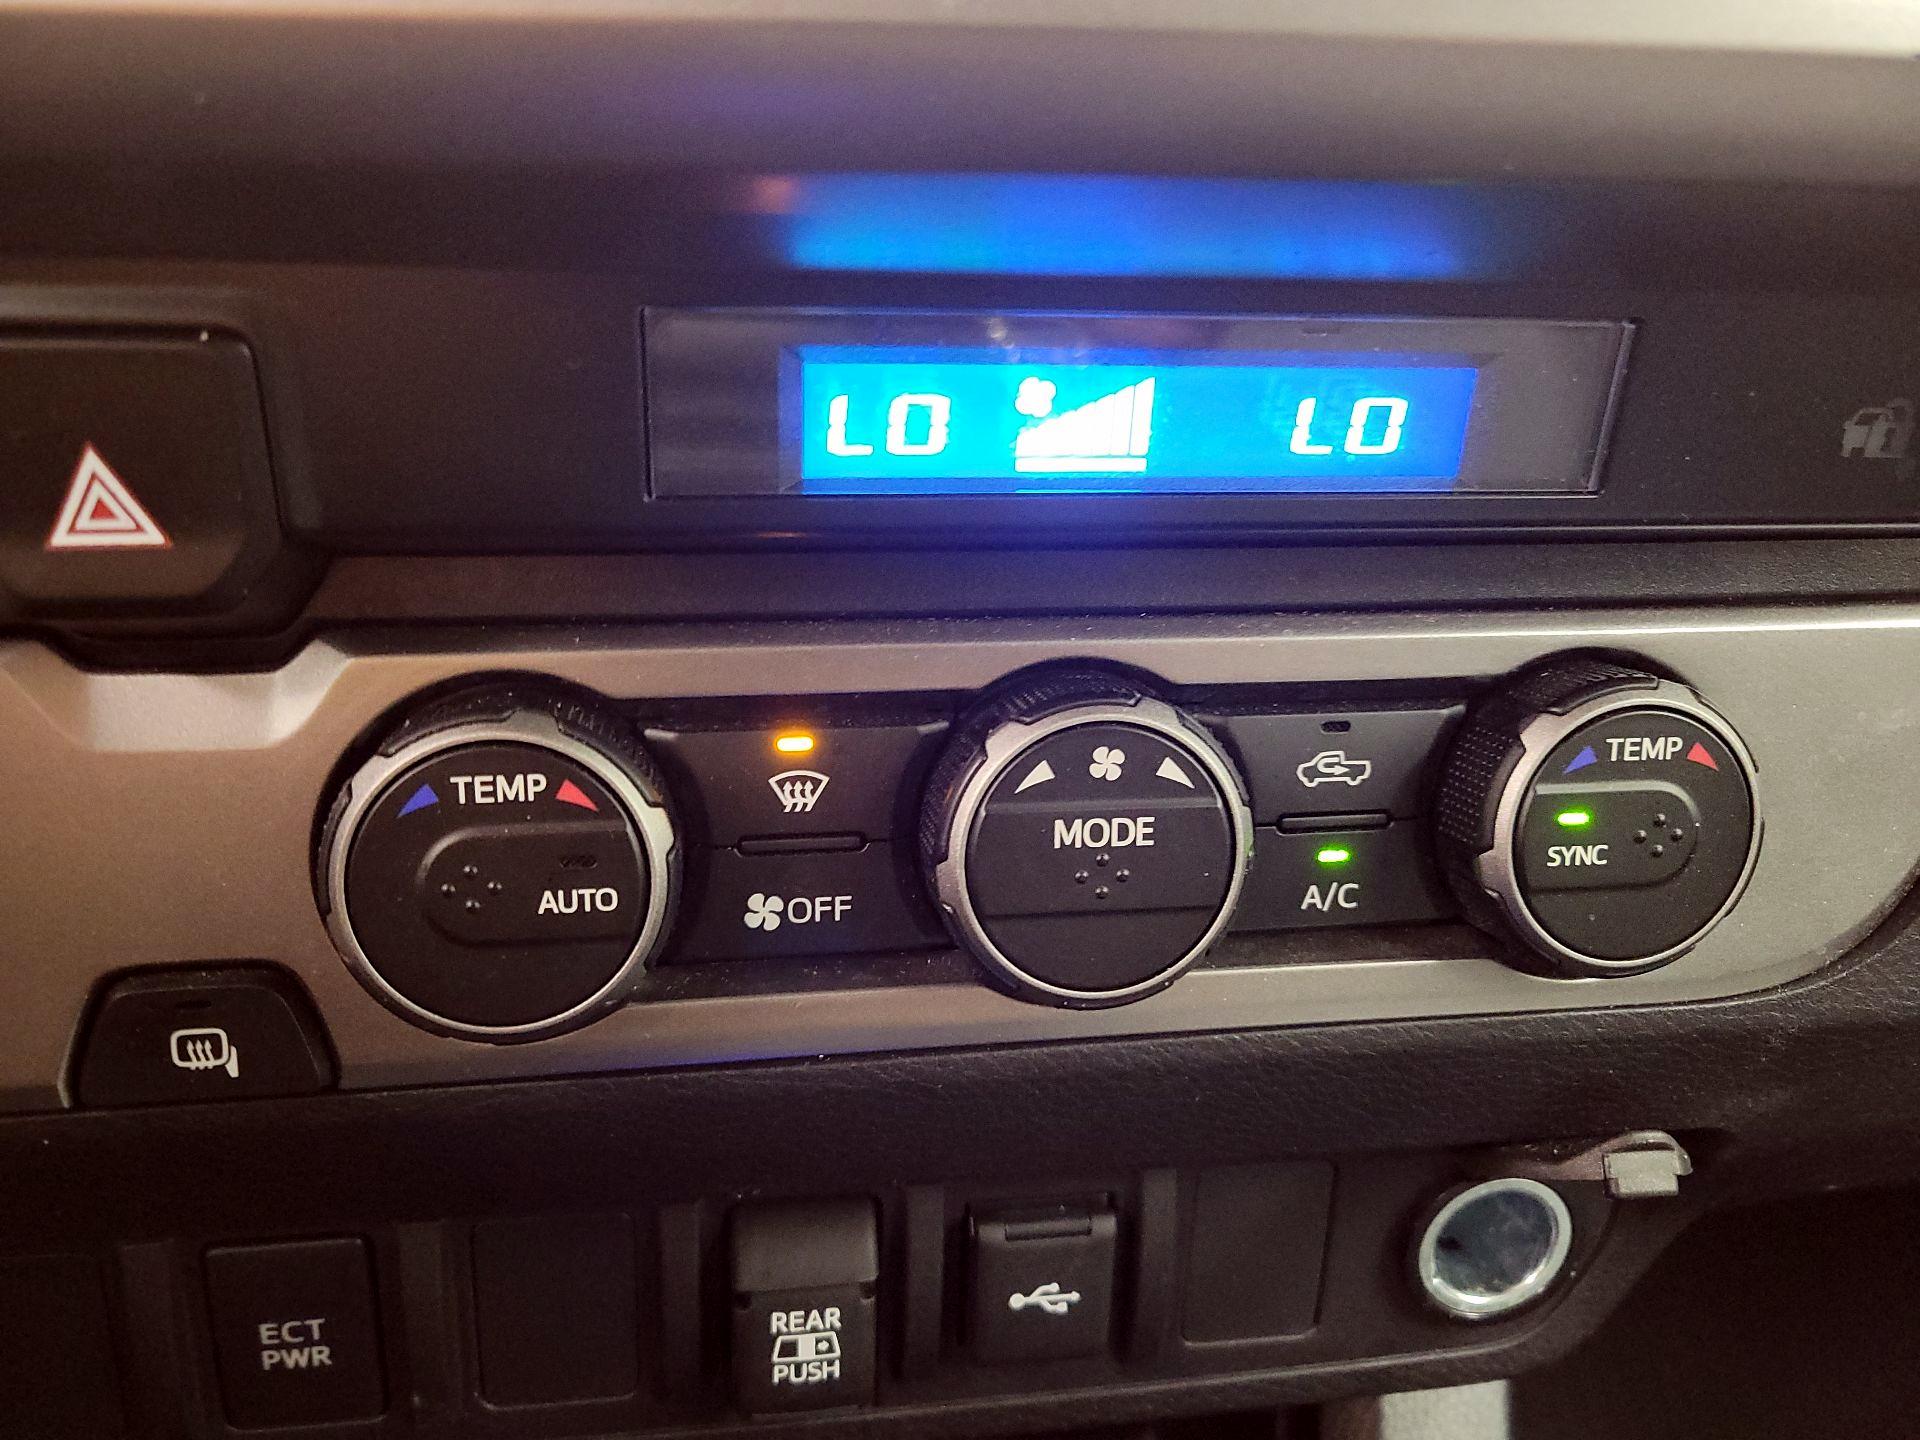 LO LO
TEMP
AUTO
OFF
MODE
A/C
TEMP
SYNC
ECT
PWR
REAR
PUSH